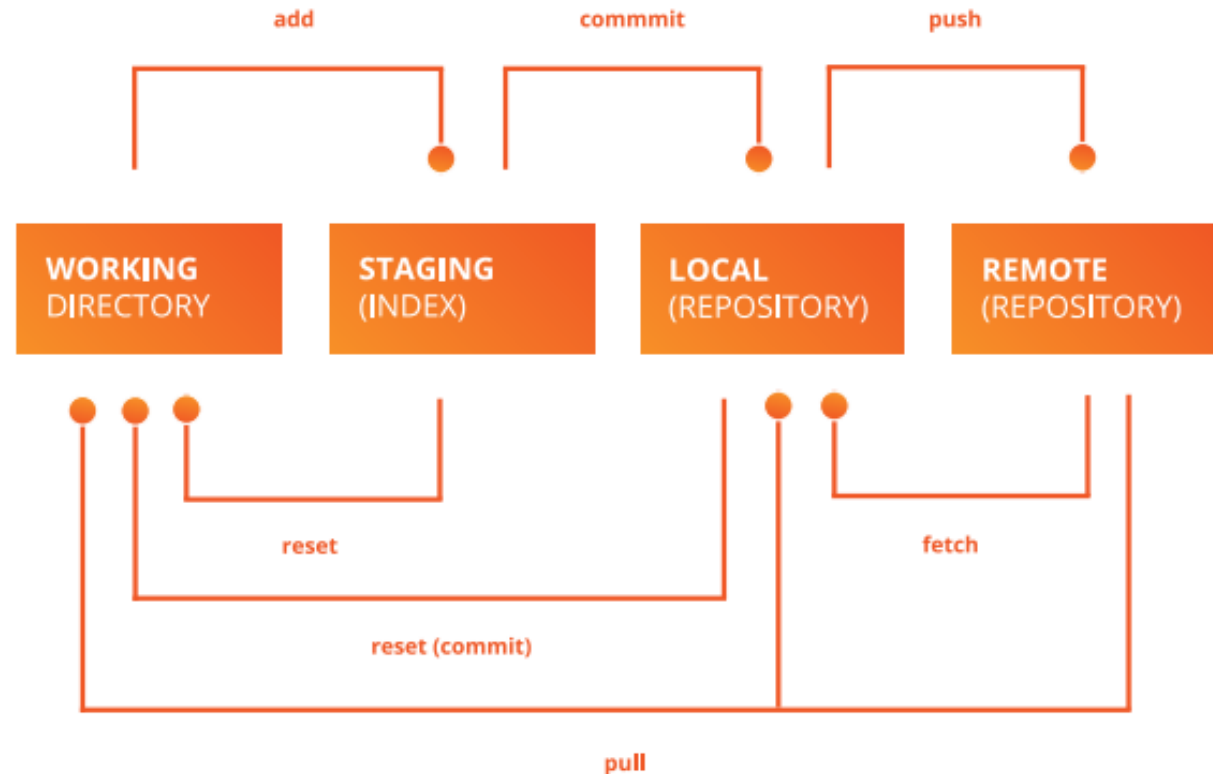 add
commmit
push
WORKING
DIRECTORY
STAGING
(INDEX)
LOCAL
(REPOSITORY)
REMOTE
(REPOSITORY)
reset
fetch
reset (commit)
pull